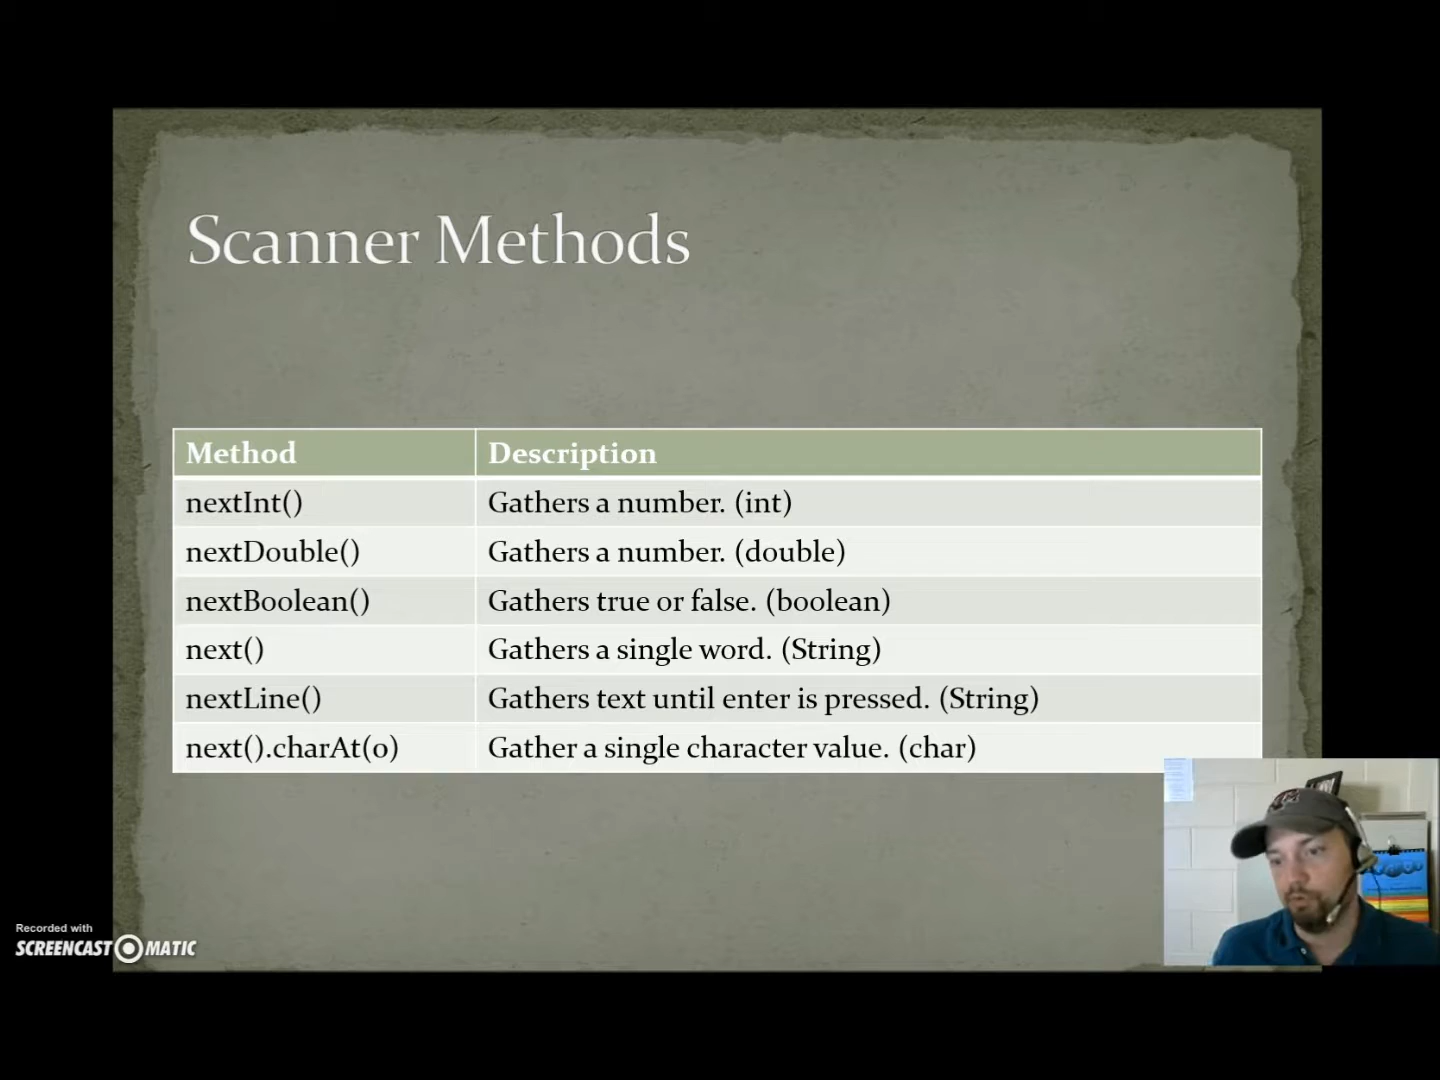 Scanner Methods
Method Description
nextInt() Gathers a number. (int)
nextDouble() Gathers a number. (double)
nextBoolean() Gathers true or false. (boolean)
next() Gathers a single word. (String)
nextLine() Gathers text until enter is pressed. (String)
next().charAt(0) Gather a single character value. (char)
Recorded with
SCREENCAST MATIC